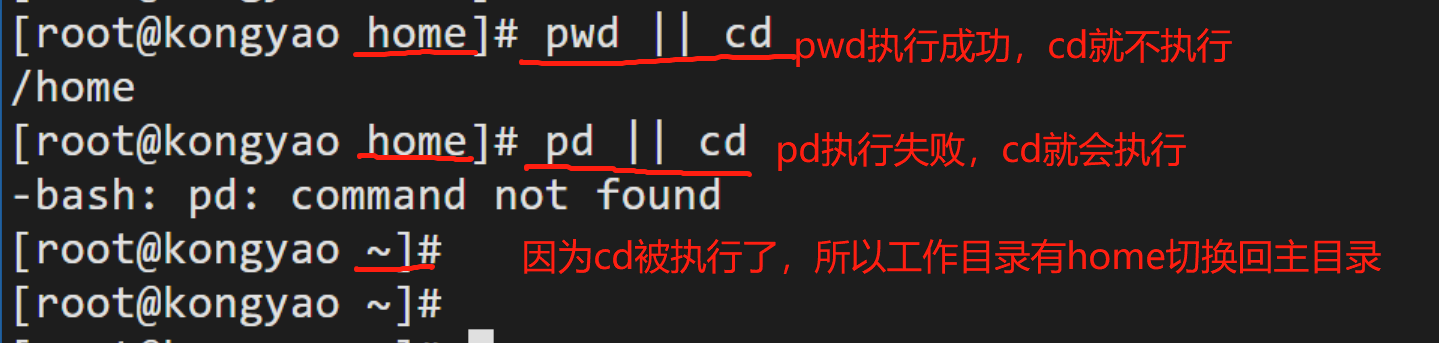 [root@kongyao home]# pwd || cd pwd执行成功，cd就不执行
/home
[root@kongyao home]# pd || cd pd执行失败，cd就会执行
-bash: pd: command not found
[root@kongyao ~]# 因为cd被执行了，所以工作目录有home切换回主目录
[root@kongyao ~]#